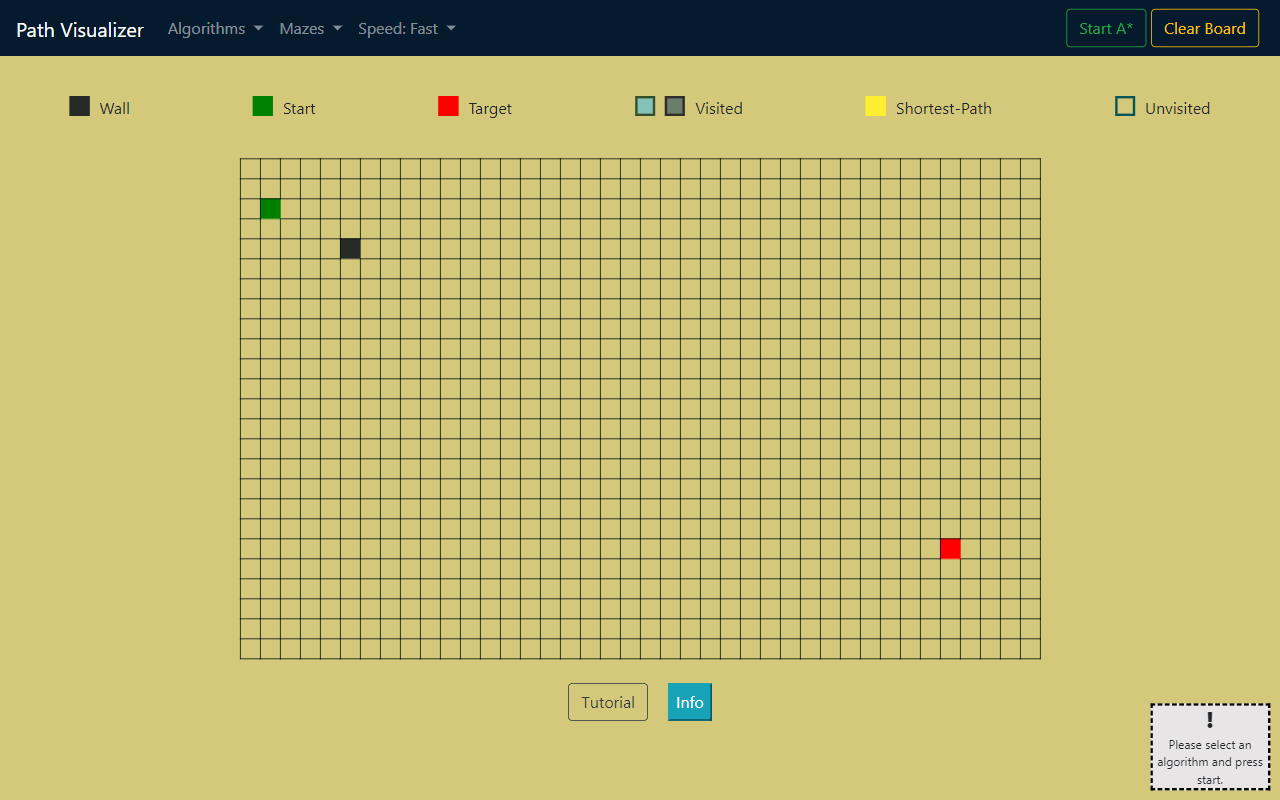 Path Visualizer Algorithms Mazes Speed: Fast Start A* Clear Board
Wall Start Target Visited Shortest-Path Unvisited
Tutorial Info
!
Please select an
algorithm and press
start.